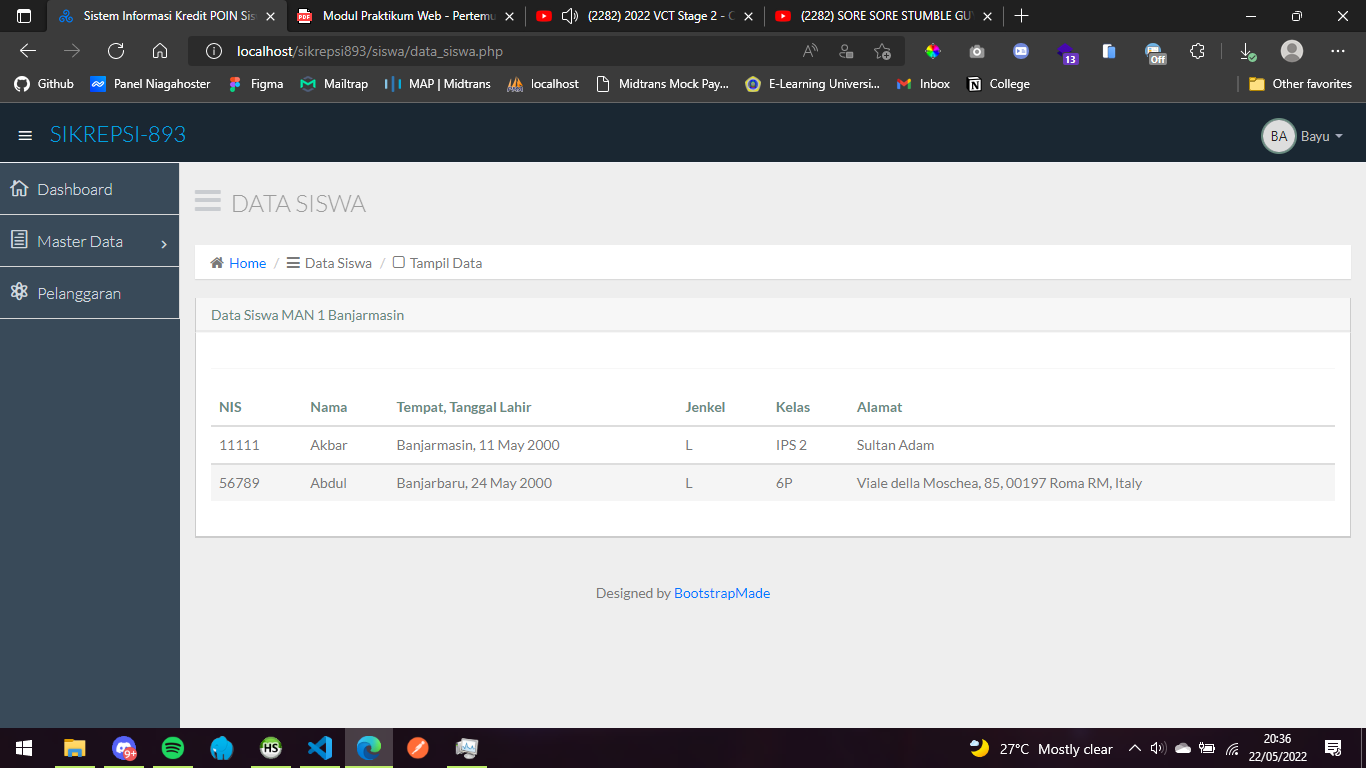 Sistem Informasi Kredit POIN Sis
Modul Praktikum Web - Pertemu
(2282) 2022 VCT Stage 2 - C
(2282) SORE SORE STUMBLE GU
localhost/sikrepsi893/siswa/data_siswa.php
13
Off
Github
Panel Niagahoster
Figma
Mailtrap
MAP | Midtrans
localhost
Midtrans Mock Pay...
E-Learning Universi...
Inbox
College
Other favorites
SIKREPSI-893
BA
Bayu
Dashboard
Master Data
Pelanggaran
DATA SISWA
Home / Data Siswa / Tampil Data
Data Siswa MAN 1 Banjarmasin
NIS Nama Tempat, Tanggal Lahir Jenkel Kelas Alamat
11111 Akbar Banjarmasin, 11 May 2000 L IPS 2 Sultan Adam
56789 Abdul Banjarbaru, 24 May 2000 L 6P Viale della Moschea, 85, 00197 Roma RM, Italy
Designed by BootstrapMade
9+
HS
27°C Mostly clear
20:36
22/05/2022